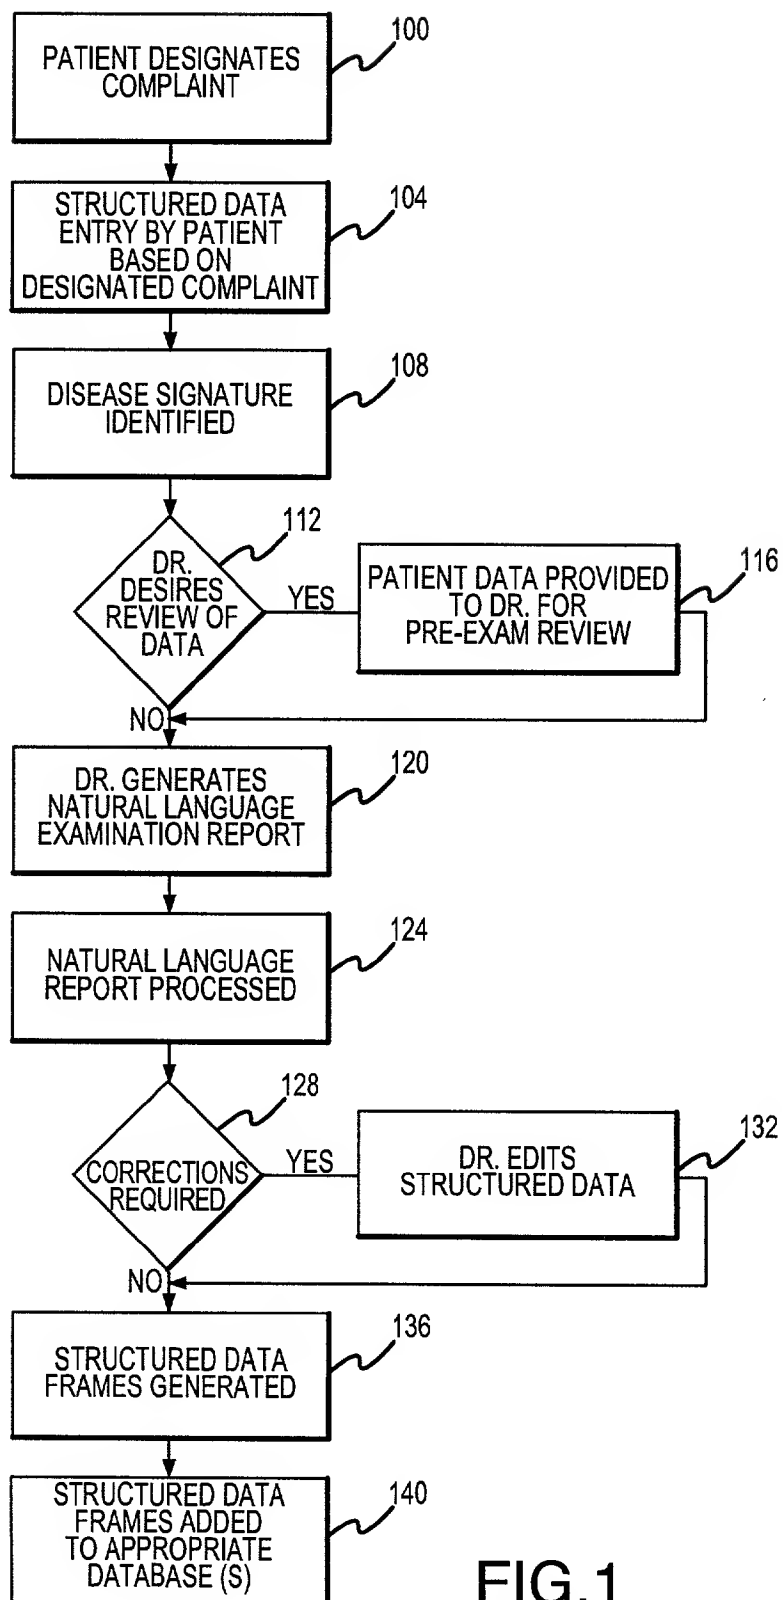 100
PATIENT DESIGNATES
COMPLAINT
104
STRUCTURED DATA
ENTRY BY PATIENT
BASED ON
DESIGNATED COMPLAINT
108
DISEASE SIGNATURE
IDENTIFIED
112
DR.
DESIRES
REVIEW OF
DATA
YES
116
PATIENT DATA PROVIDED
TO DR. FOR
PRE-EXAM REVIEW
NO
120
DR. GENERATES
NATURAL LANGUAGE
EXAMINATION REPORT
124
NATURAL LANGUAGE
REPORT PROCESSED
128
CORRECTIONS
REQUIRED
YES
132
DR. EDITS
STRUCTURED DATA
NO
136
STRUCTURED DATA
FRAMES GENERATED
140
STRUCTURED DATA
FRAMES ADDED
TO APPROPRIATE
DATABASE (S)
FIG.1